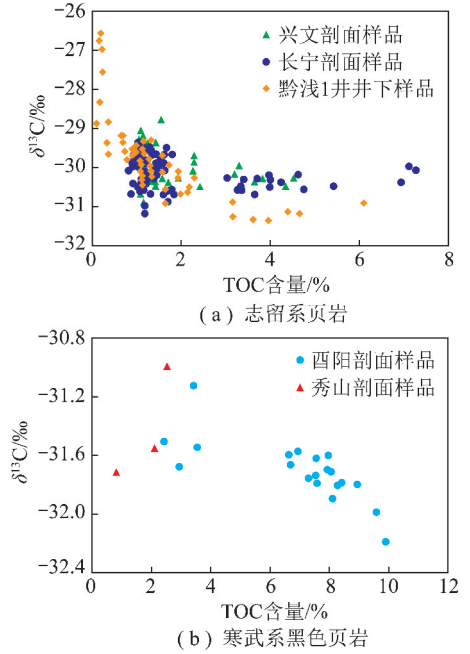 −26
−27
−28
−29
−30
−31
−32
δ¹³C/‰
兴文剖面样品
长宁剖面样品
黔浅1井井下样品
0 2 4 6 8
TOC含量/%
(a) 志留系页岩
−30.8
−31.2
−31.6
−32.0
−32.4
δ¹³C/‰
酉阳剖面样品
秀山剖面样品
0 2 4 6 8 10 12
TOC含量/%
(b) 寒武系黑色页岩